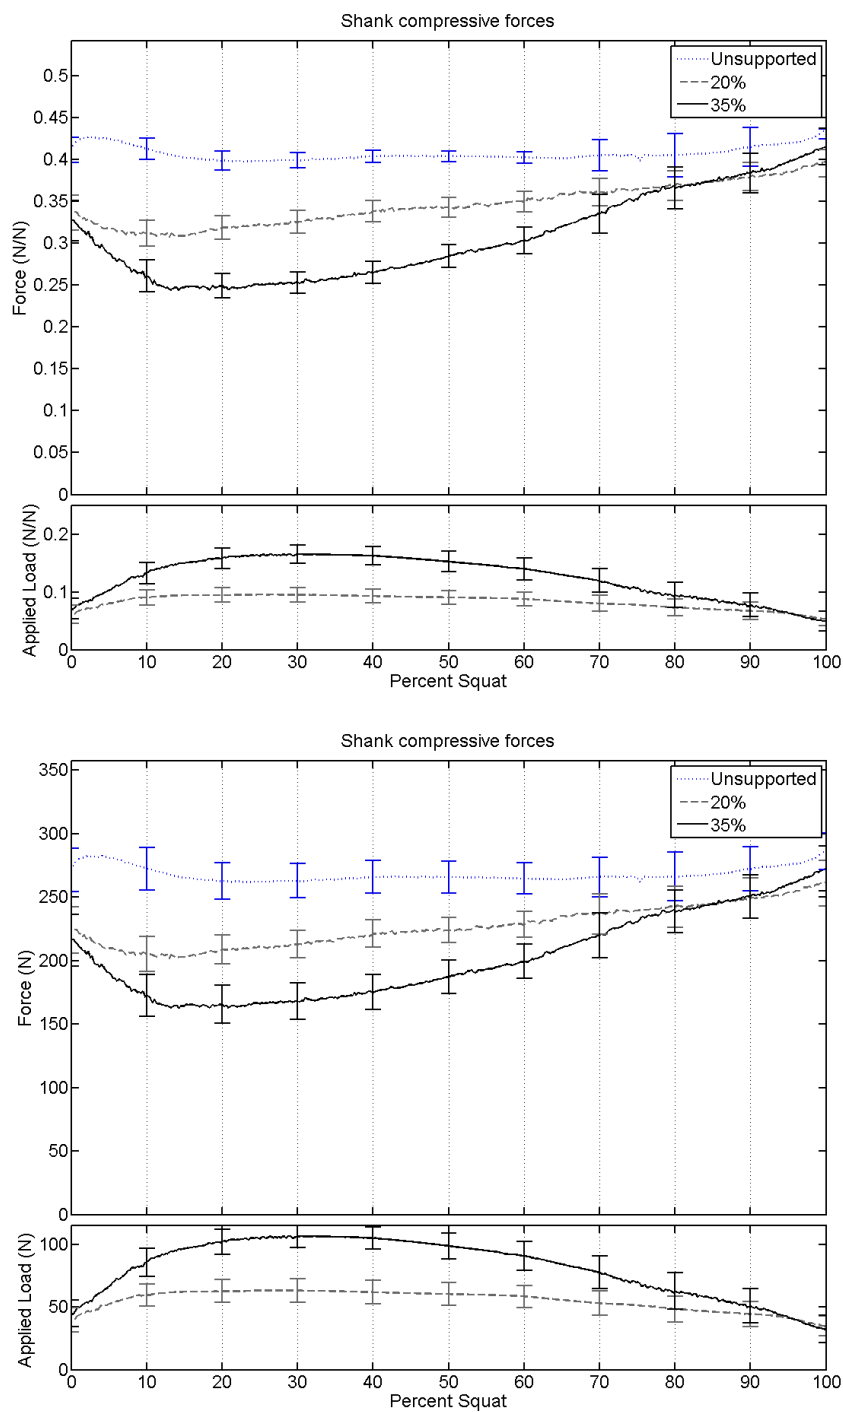 Shank compressive forces
Unsupported
20%
35%
0.5
0.45
0.4
0.35
0.3
0.25
0.2
0.15
0.1
0.05
0
Force (N/N)
0.2
0.1
0
Applied Load (N/N)
0 10 20 30 40 50 60 70 80 90 100
Percent Squat
Shank compressive forces
Unsupported
20%
35%
350
300
250
200
150
100
50
0
Force (N)
100
50
0
Applied Load (N)
0 10 20 30 40 50 60 70 80 90 100
Percent Squat